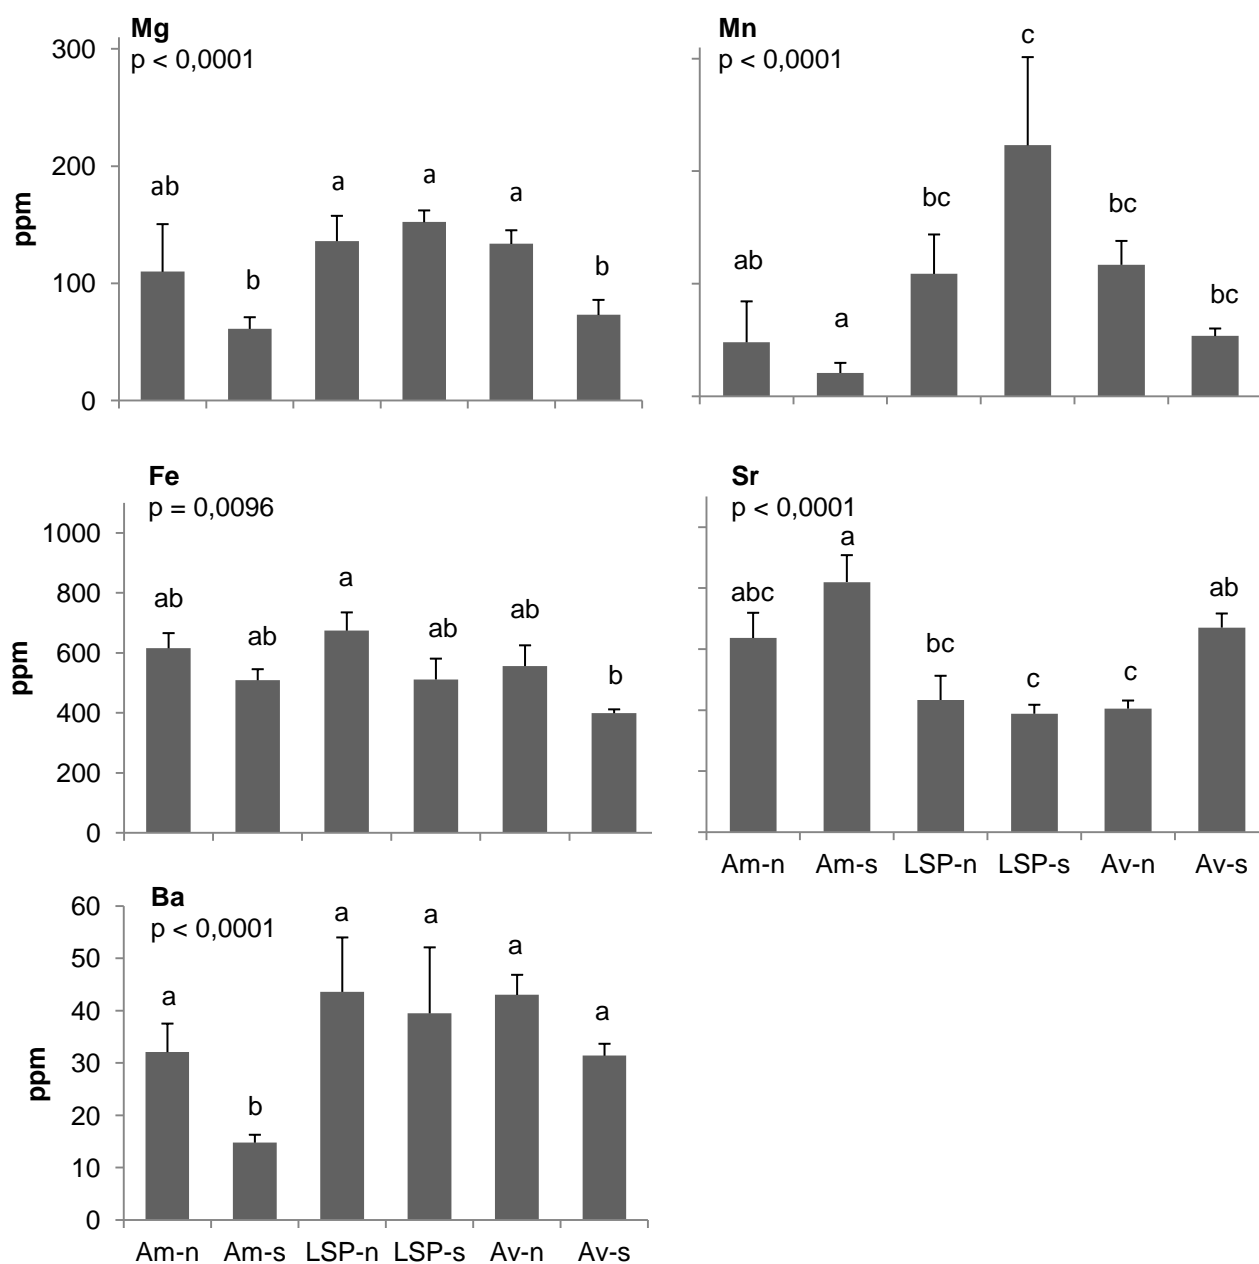 Mg
p < 0,0001
300
200
100
0
ppm
ab
b
a
a
a
b
Mn
p < 0,0001
ab
a
bc
c
bc
bc
Fe
p = 0,0096
1000
800
600
400
200
0
ppm
ab
ab
a
ab
ab
b
Sr
p < 0,0001
abc
a
bc
c
c
ab
Am-n Am-s LSP-n LSP-s Av-n Av-s
Ba
p < 0,0001
60
50
40
30
20
10
0
ppm
a
b
a
a
a
a
Am-n Am-s LSP-n LSP-s Av-n Av-s